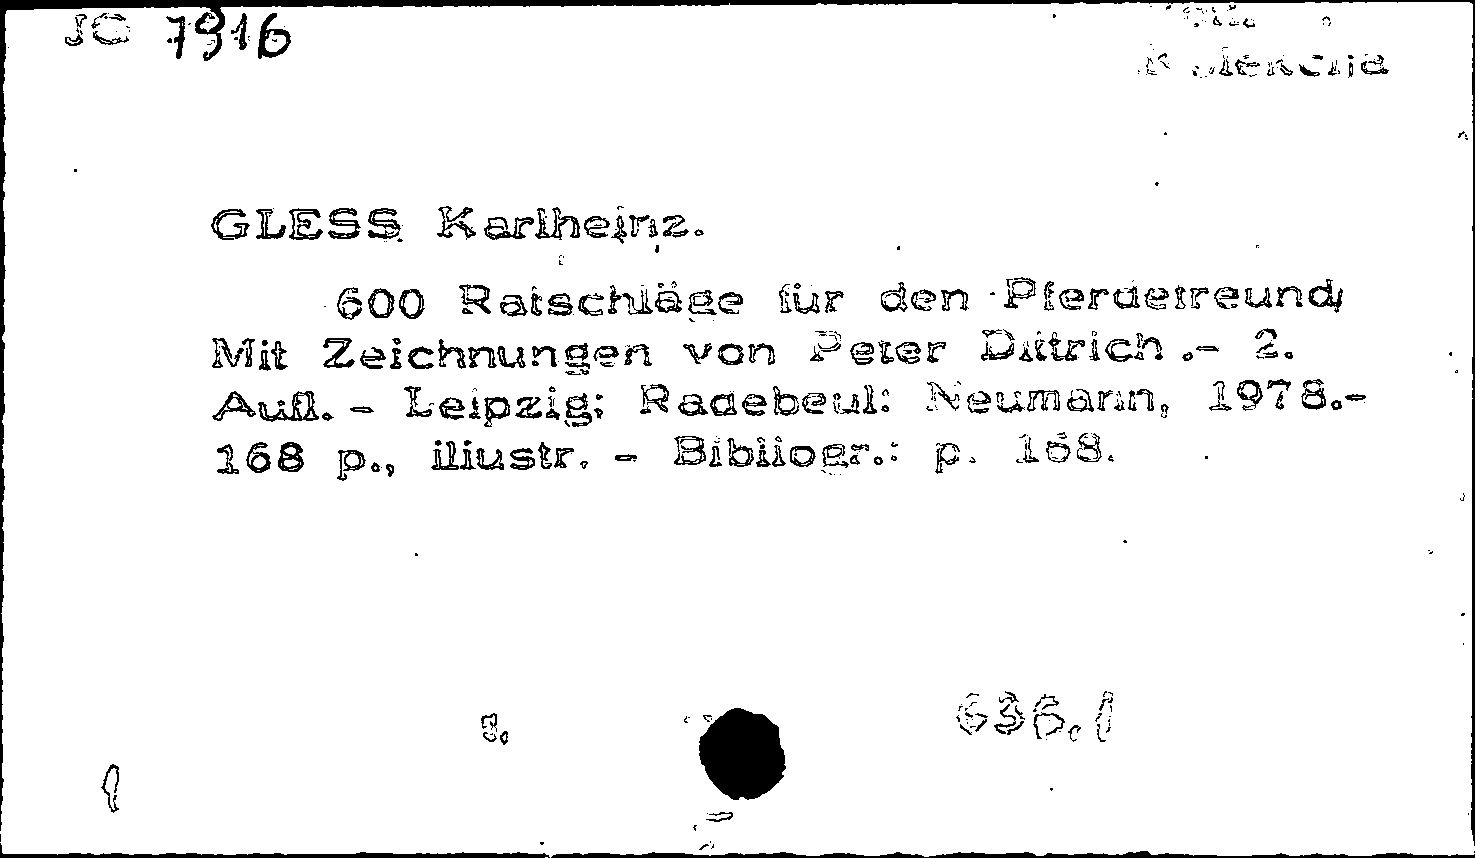 JO 7916
GLESS Karlheinz.
600 Ratschläge für den Pferdefreund,
Mit Zeichnungen von Peter Dittrich .- 2.
Aufl. - Leipzig; Radebeul: Neumann, 1978.-
168 p., illustr. - Bibliogr.: p. 168.
636.1